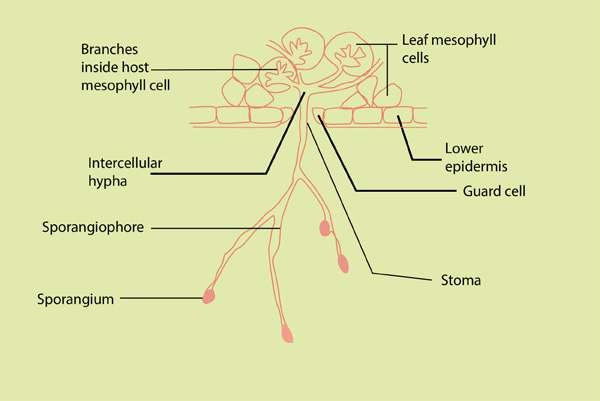 Branches
inside host
mesophyll cell
Leaf mesophyll
cells
Intercellular
hypha
Lower
epidermis
Guard cell
Sporangiophore
Stoma
Sporangium